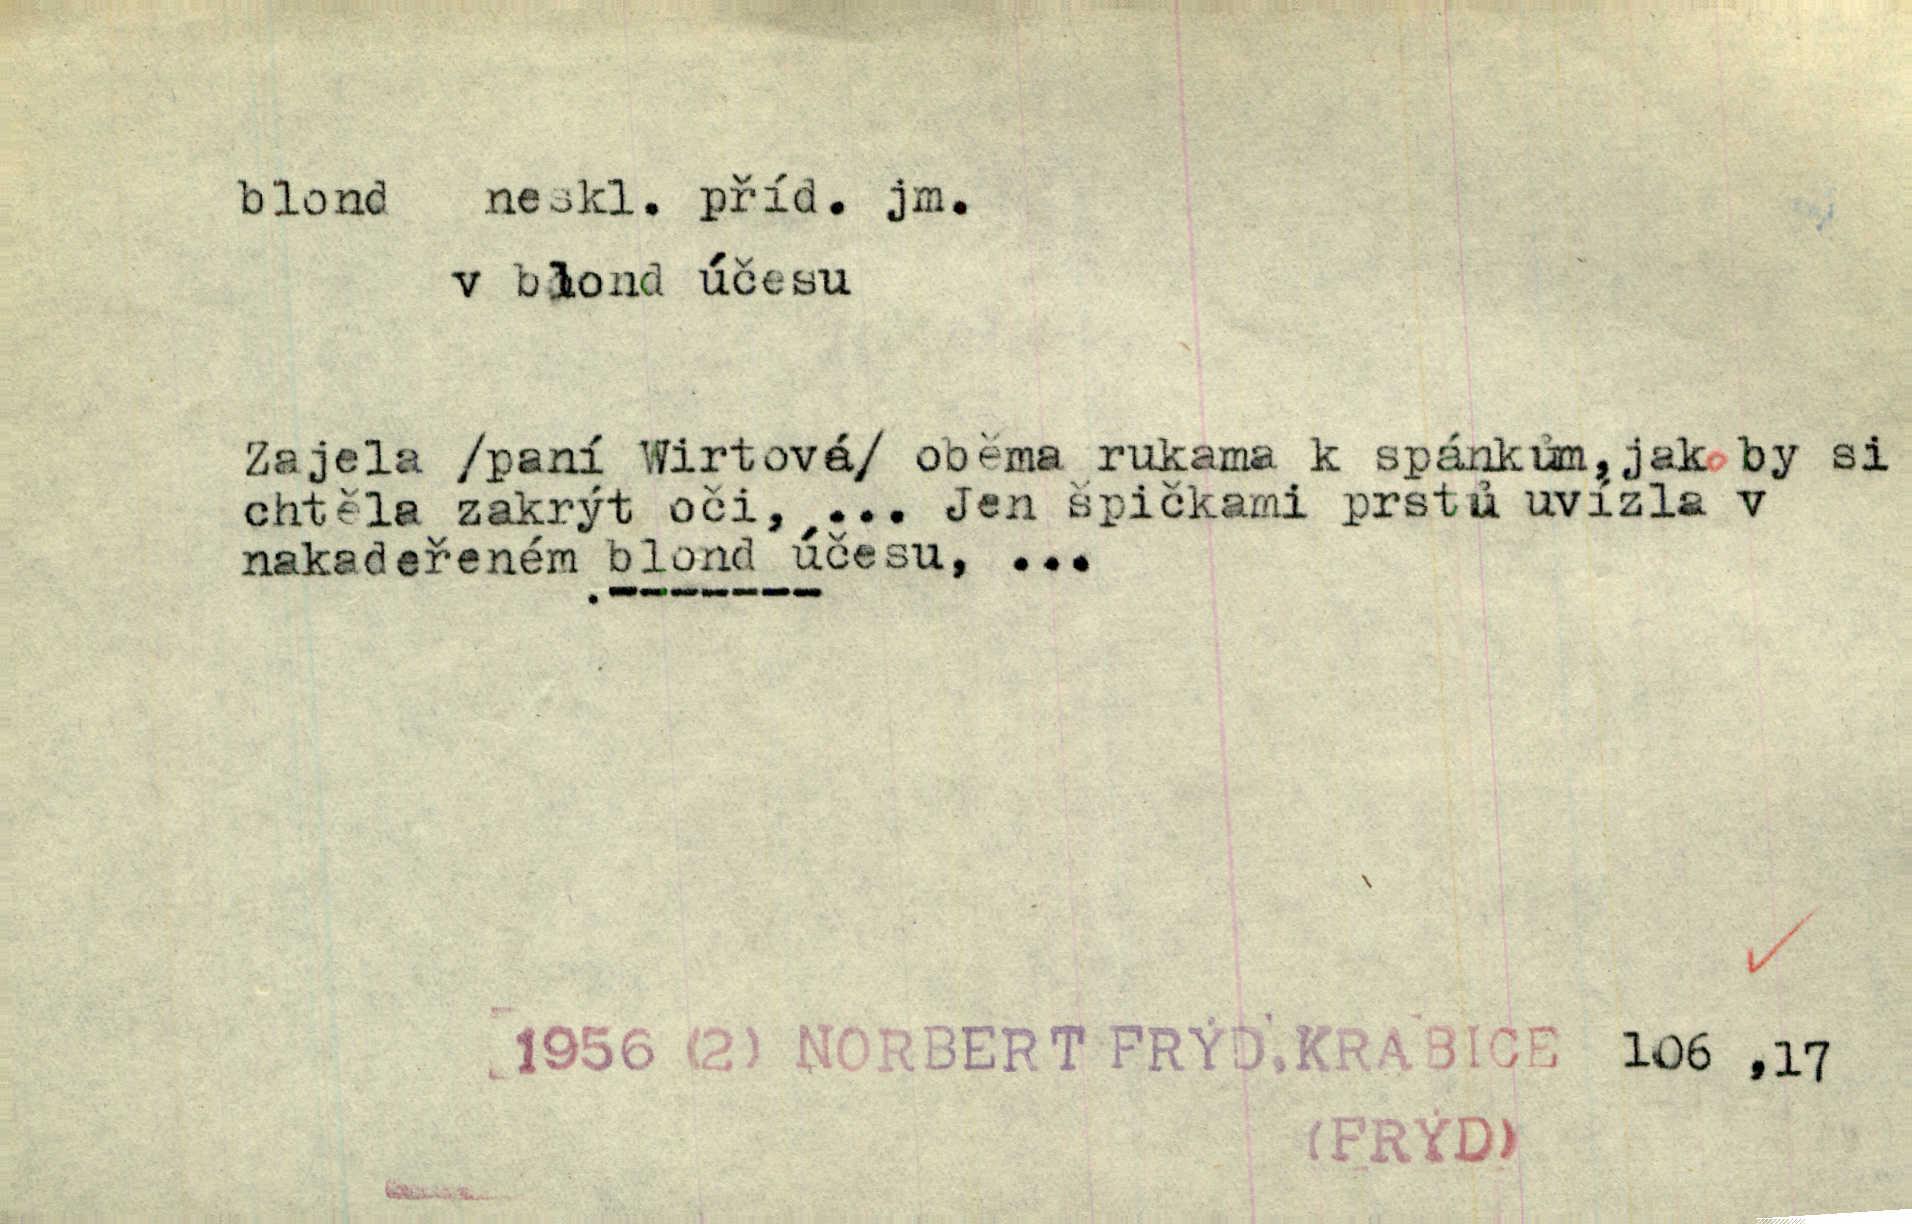 blond neskl. příd. jm.
v blond účesu
Zajela /paní Wirtová/ oběma rukama k spánkům, jako by si
chtěla zakrýt oči, ... Jen špičkami prstů uvízla v
nakadeřeném blond účesu, ...
1956 (2) NORBERT FRÝD, KRABICE 106 ,17
(FRÝD)